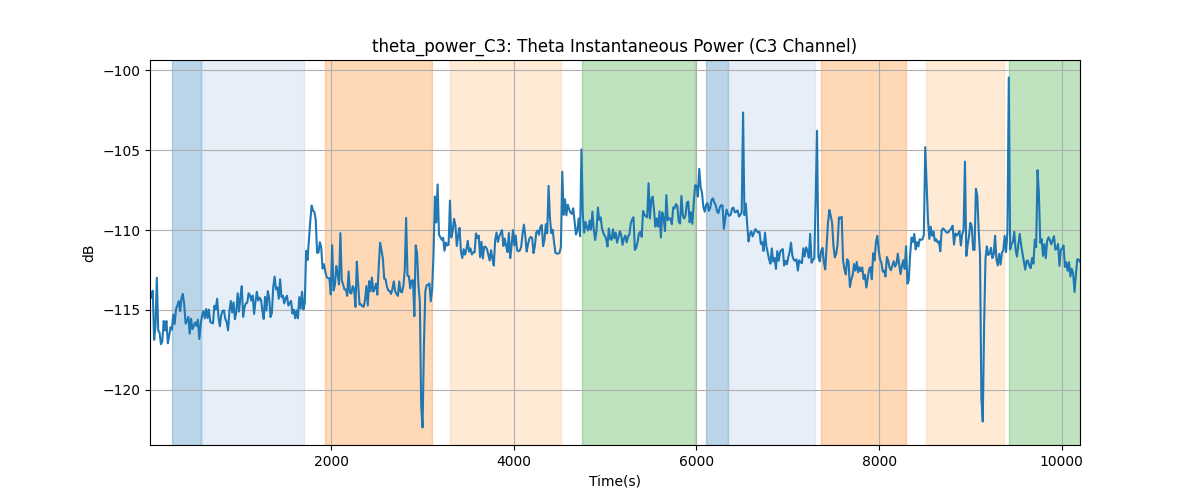 theta_power_C3: Theta Instantaneous Power (C3 Channel)
−100
−105
−110
−115
−120
dB
2000 4000 6000 8000 10000
Time(s)